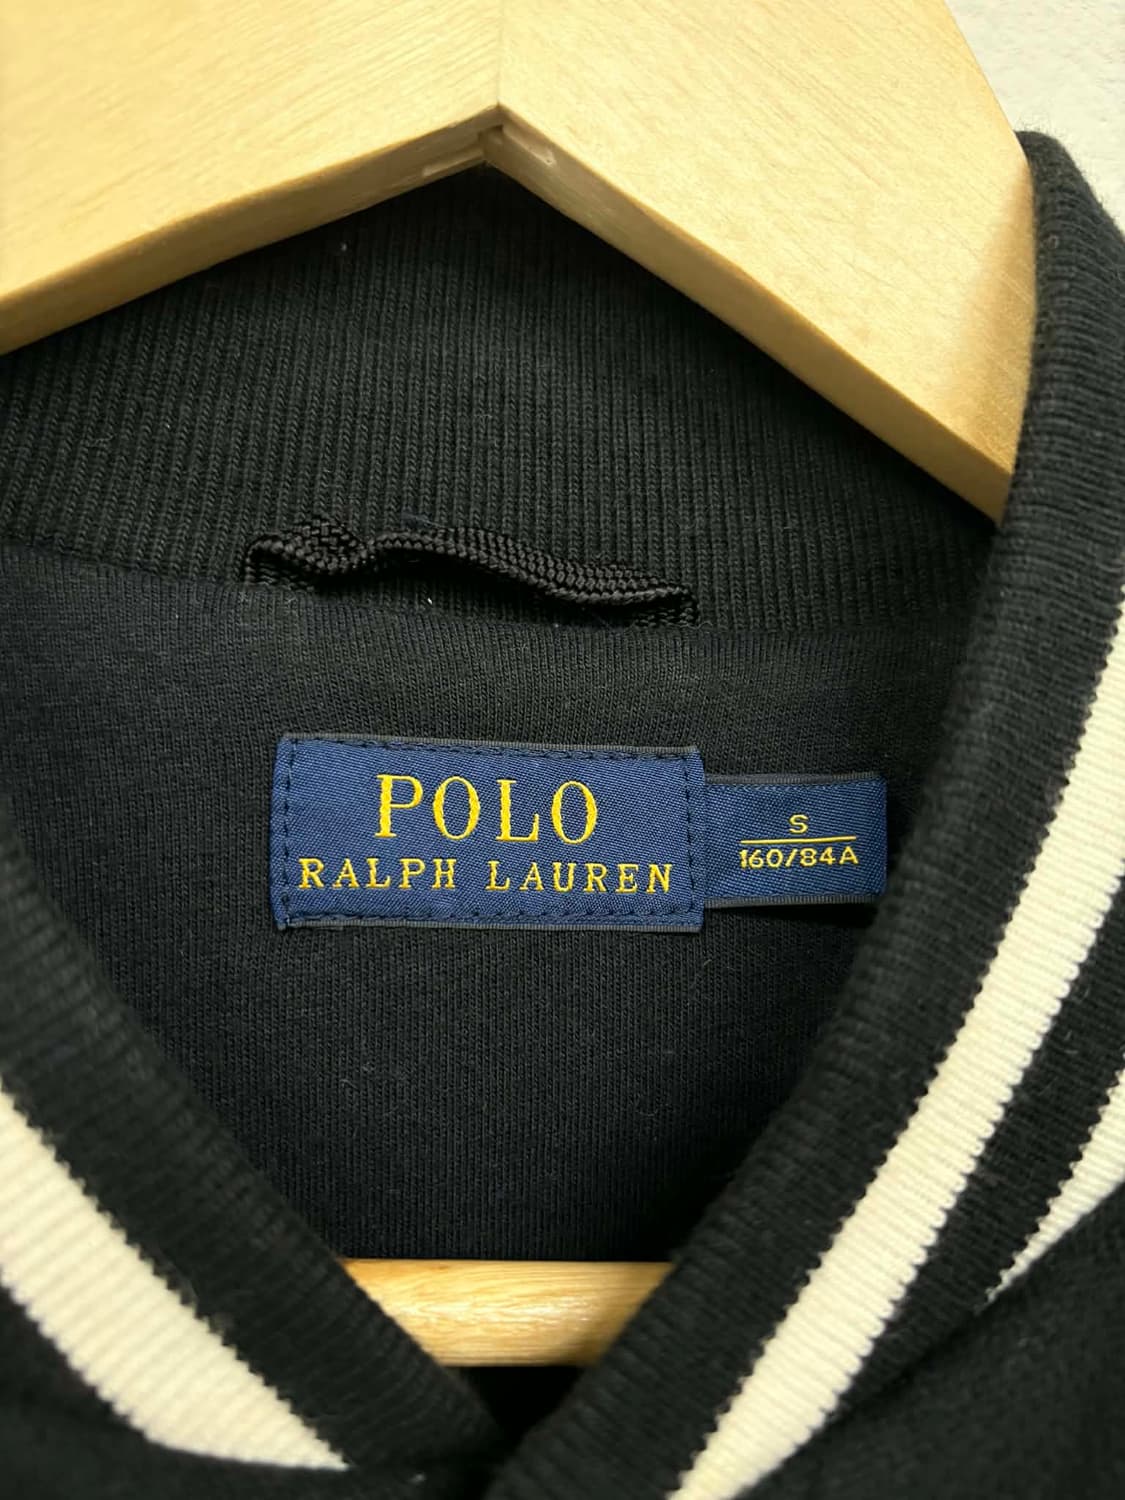 POLO
RALPH LAUREN
S
160/84A